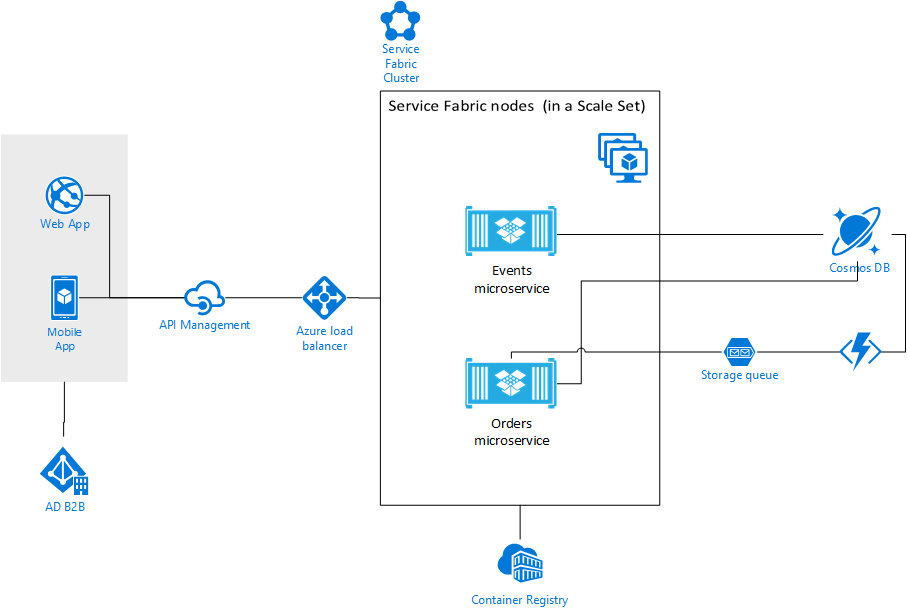 Service
Fabric
Cluster
Service Fabric nodes (in a Scale Set)
Web App
Events
microservice
Cosmos DB
Mobile
App
API Management
Azure load
balancer
Storage queue
Orders
microservice
AD B2B
Container Registry